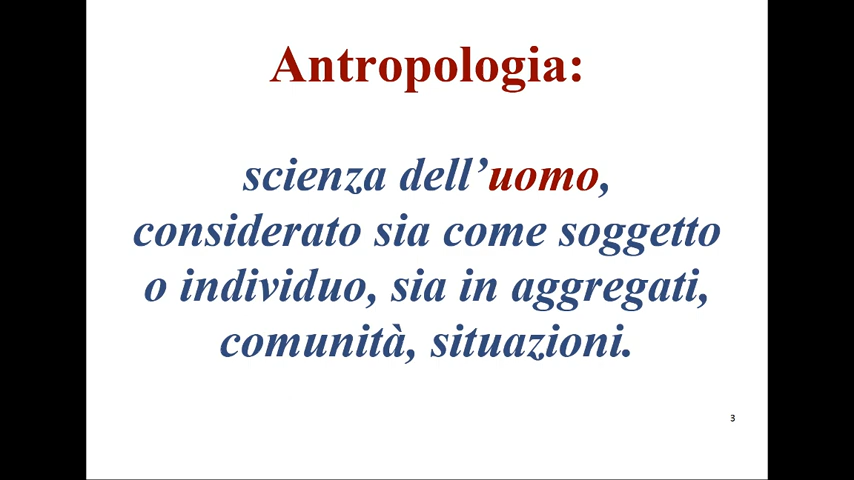 Antropologia:
scienza dell’uomo,
considerato sia come soggetto
o individuo, sia in aggregati,
comunità, situazioni.
3